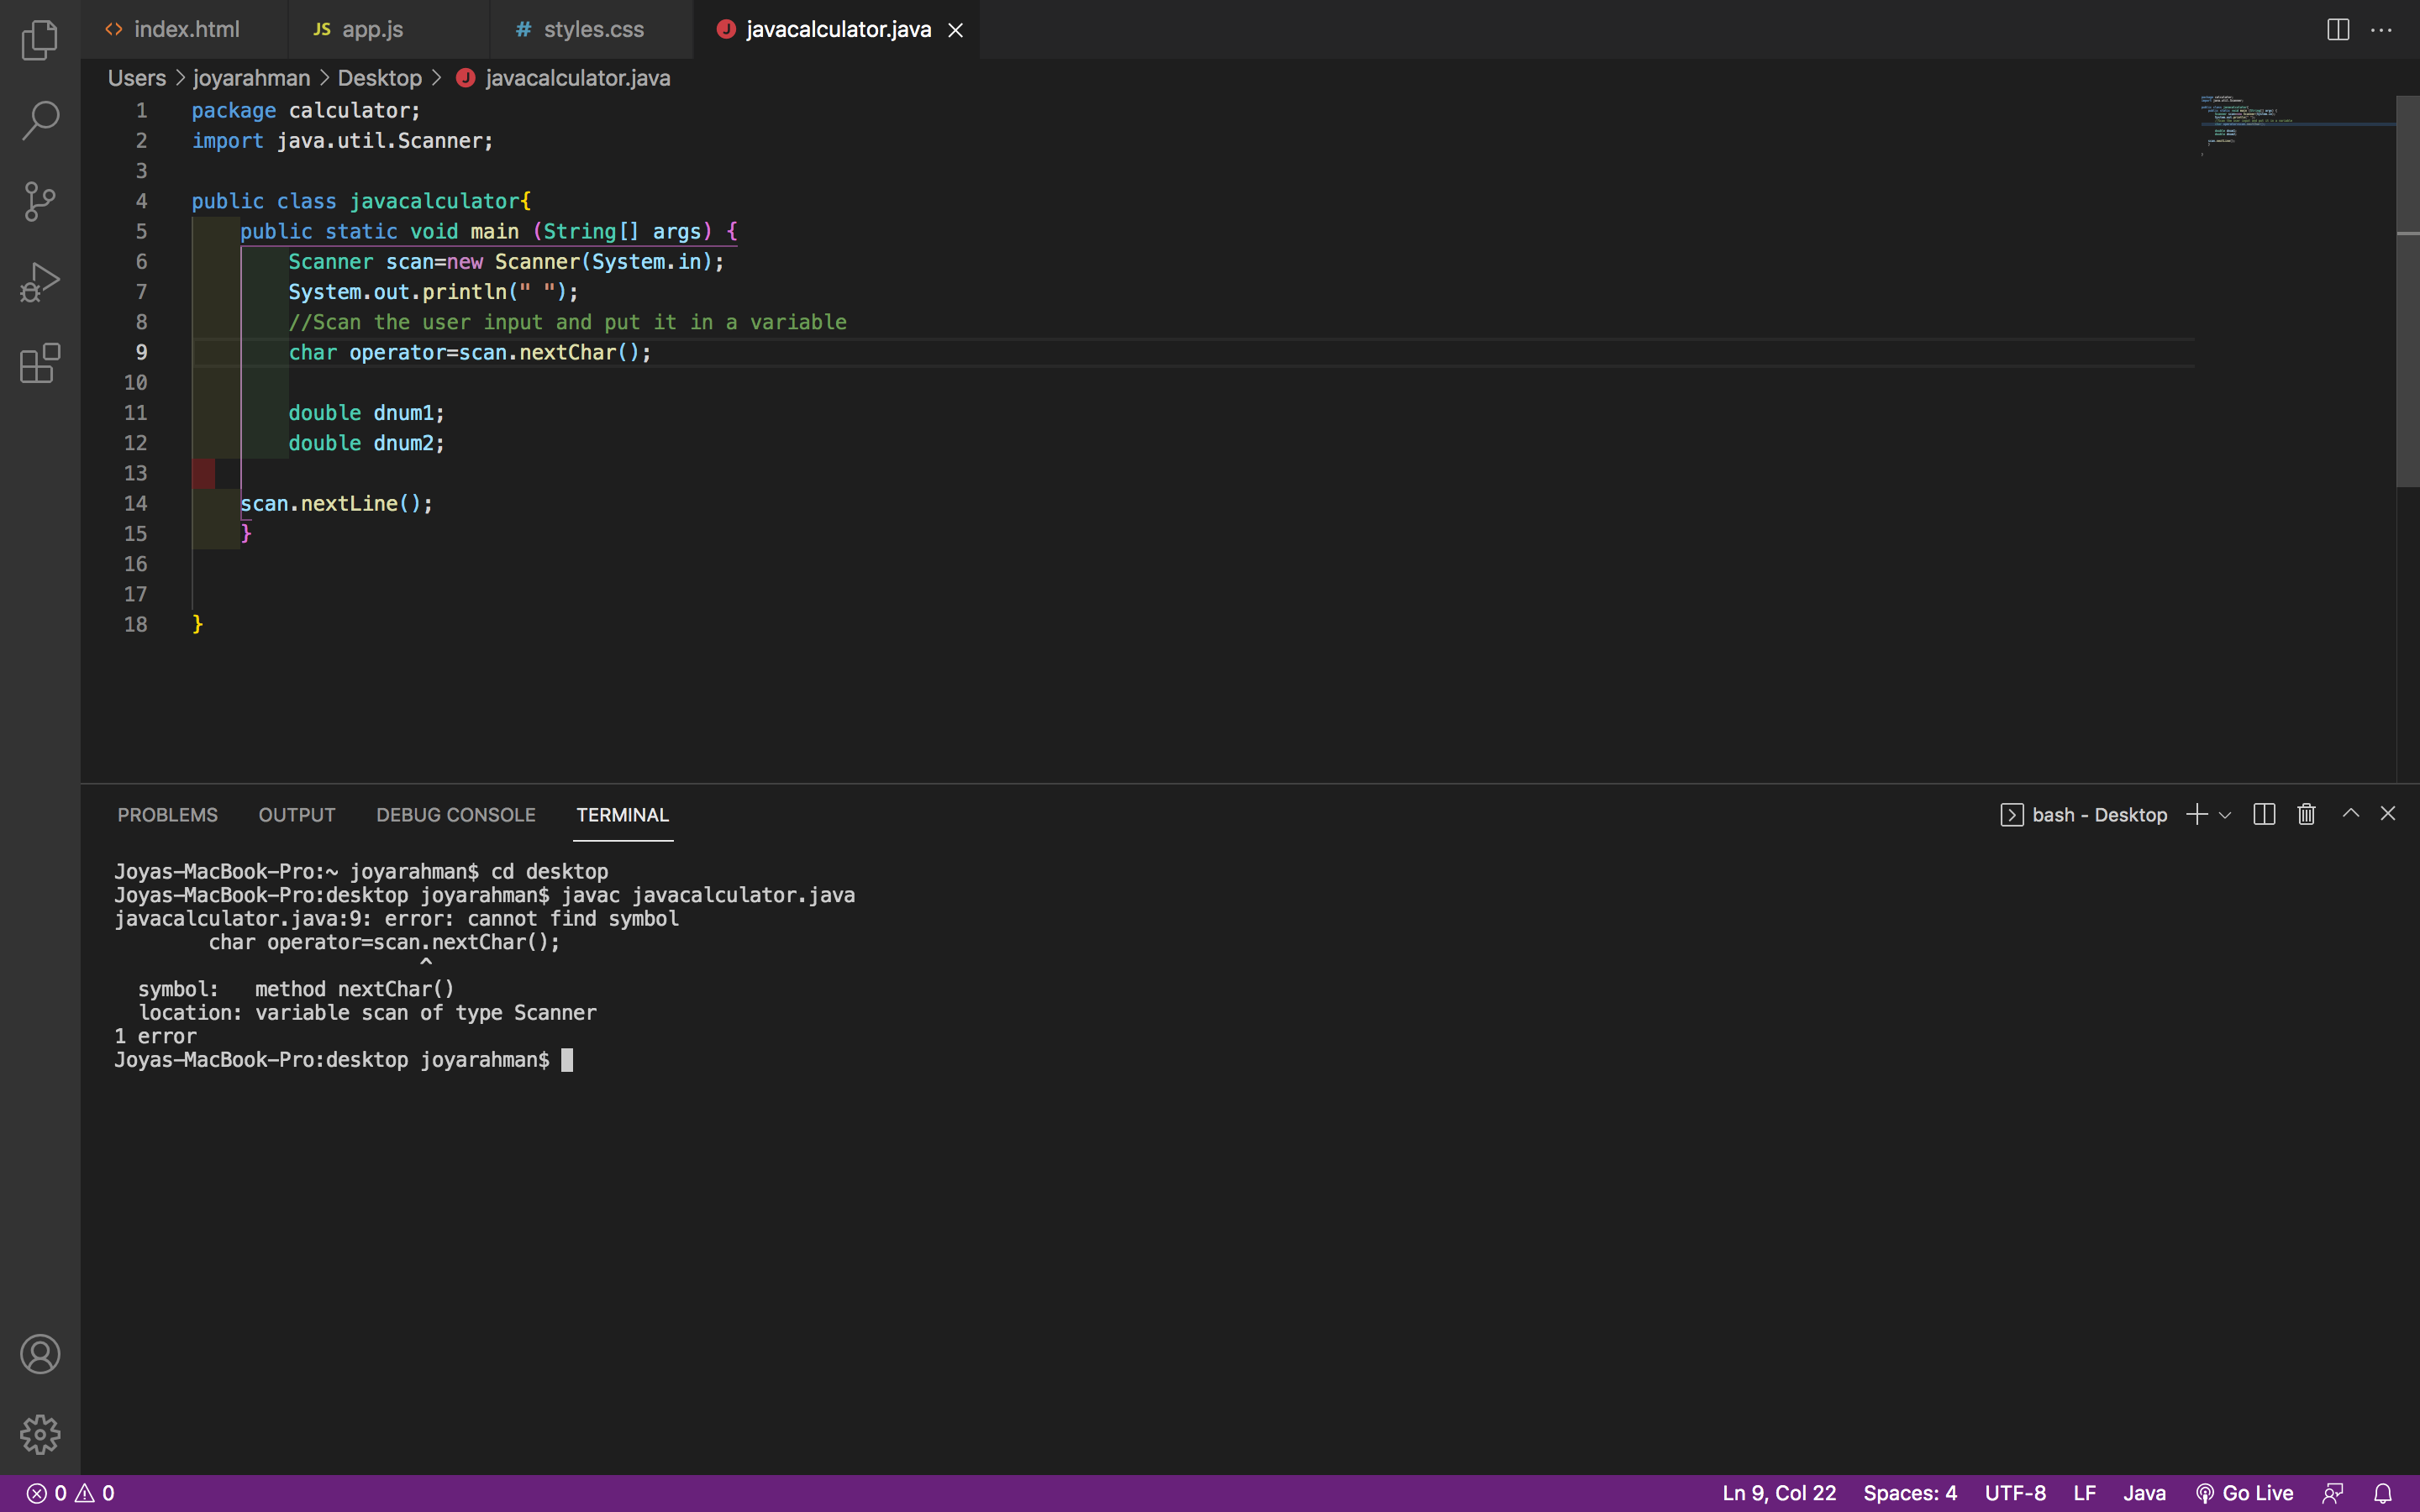 index.html JS app.js # styles.css J javacalculator.java
Users > joyarahman > Desktop > J javacalculator.java
1 package calculator;
2 import java.util.Scanner;
3
4 public class javacalculator{
5 public static void main (String[] args) {
6 Scanner scan=new Scanner(System.in);
7 System.out.println(" ");
8 //Scan the user input and put it in a variable
9 char operator=scan.nextChar();
10
11 double dnum1;
12 double dnum2;
13
14 scan.nextLine();
15 }
16
17
18 }
PROBLEMS OUTPUT DEBUG CONSOLE TERMINAL bash - Desktop
Joyas-MacBook-Pro:~ joyarahman$ cd desktop
Joyas-MacBook-Pro:desktop joyarahman$ javac javacalculator.java
javacalculator.java:9: error: cannot find symbol
char operator=scan.nextChar();
^
symbol: method nextChar()
location: variable scan of type Scanner
1 error
Joyas-MacBook-Pro:desktop joyarahman$
0 0 Ln 9, Col 22 Spaces: 4 UTF-8 LF Java Go Live